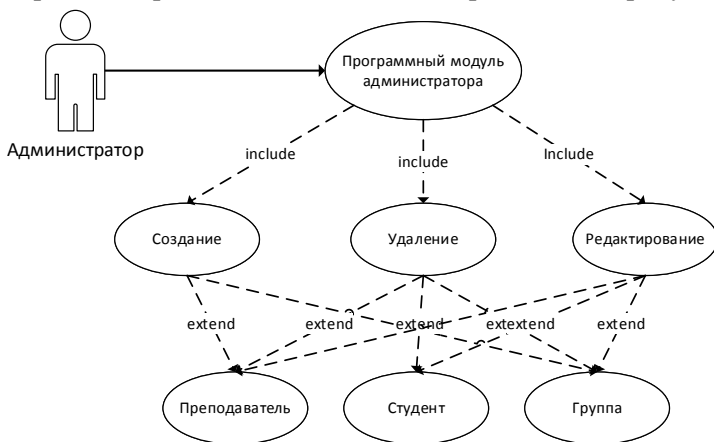 Программный модуль
администратора
Администратор
include
include
Include
Создание
Удаление
Редактирование
extend
extend
extend
extextend
extend
Преподаватель
Студент
Группа